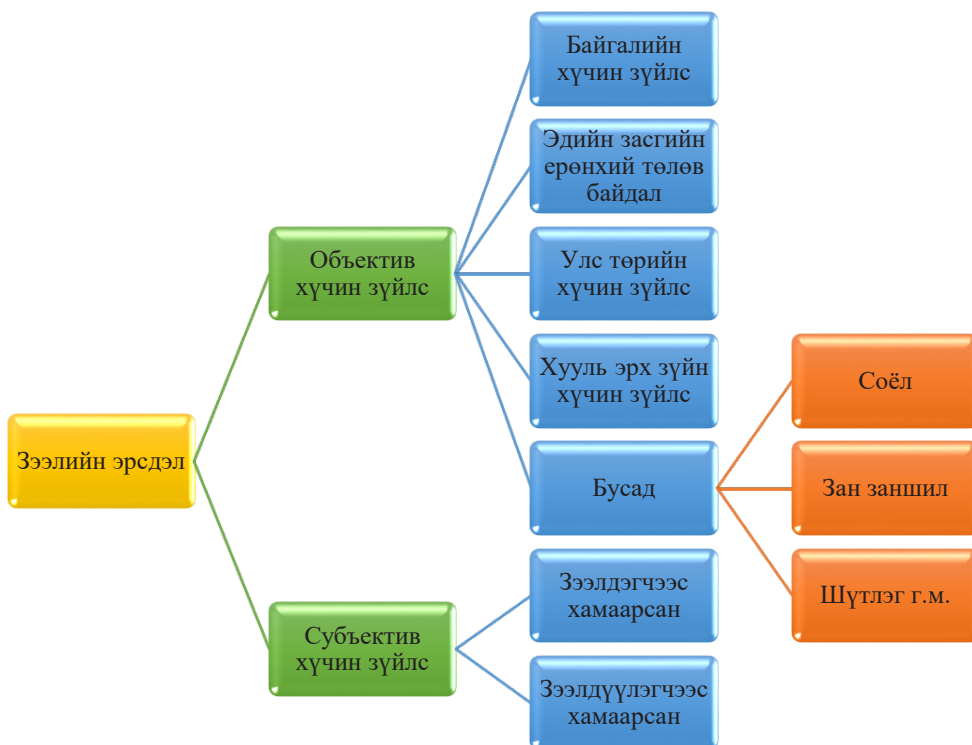 Байгалийн
хүчин зүйлс
Эдийн засгийн
ерөнхий төлөв
байдал
Объектив
хүчин зүйлс
Улс төрийн
хүчин зүйлс
Хууль эрх зүйн
хүчин зүйлс
Соёл
Зээлийн эрсдэл
Бусад
Зан заншил
Зээлдэгчээс
хамаарсан
Шүтлэг г.м.
Субъектив
хүчин зүйлс
Зээлдүүлэгчээс
хамаарсан